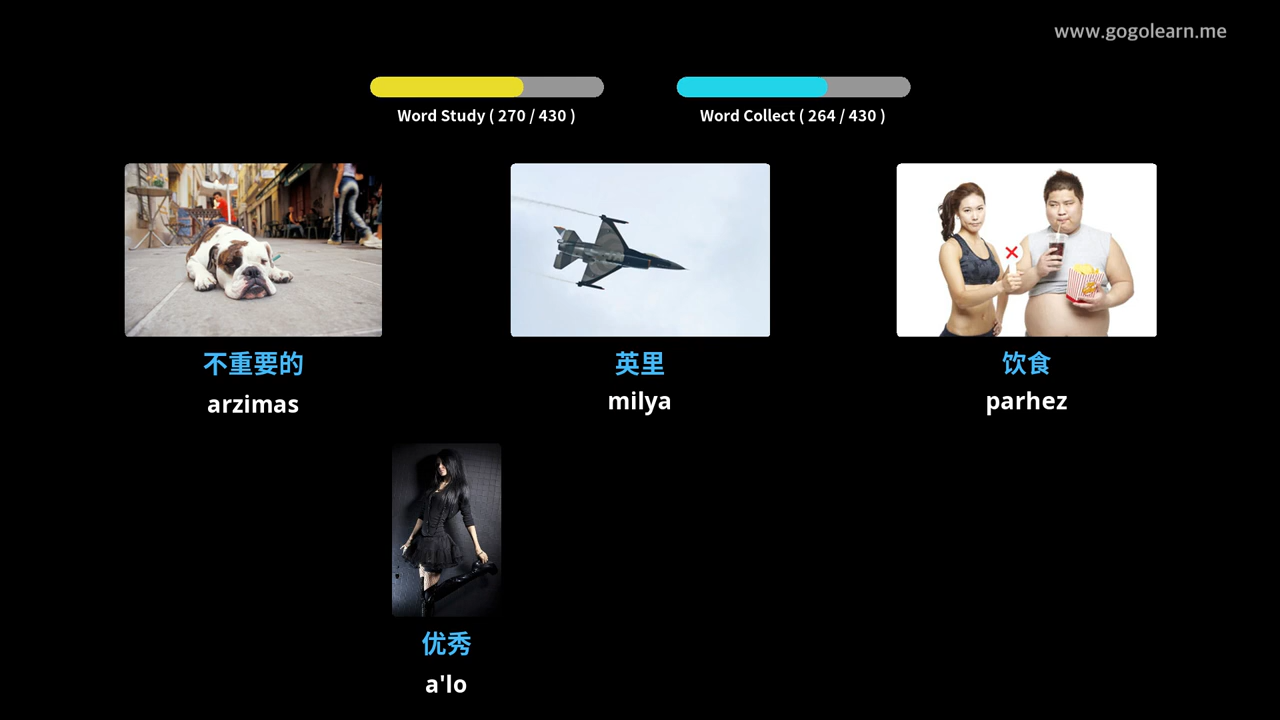 www.gogolearn.me
Word Study ( 270 / 430 )
Word Collect ( 264 / 430 )
不重要的
arzimas
英里
milya
饮食
parhez
优秀
a'lo